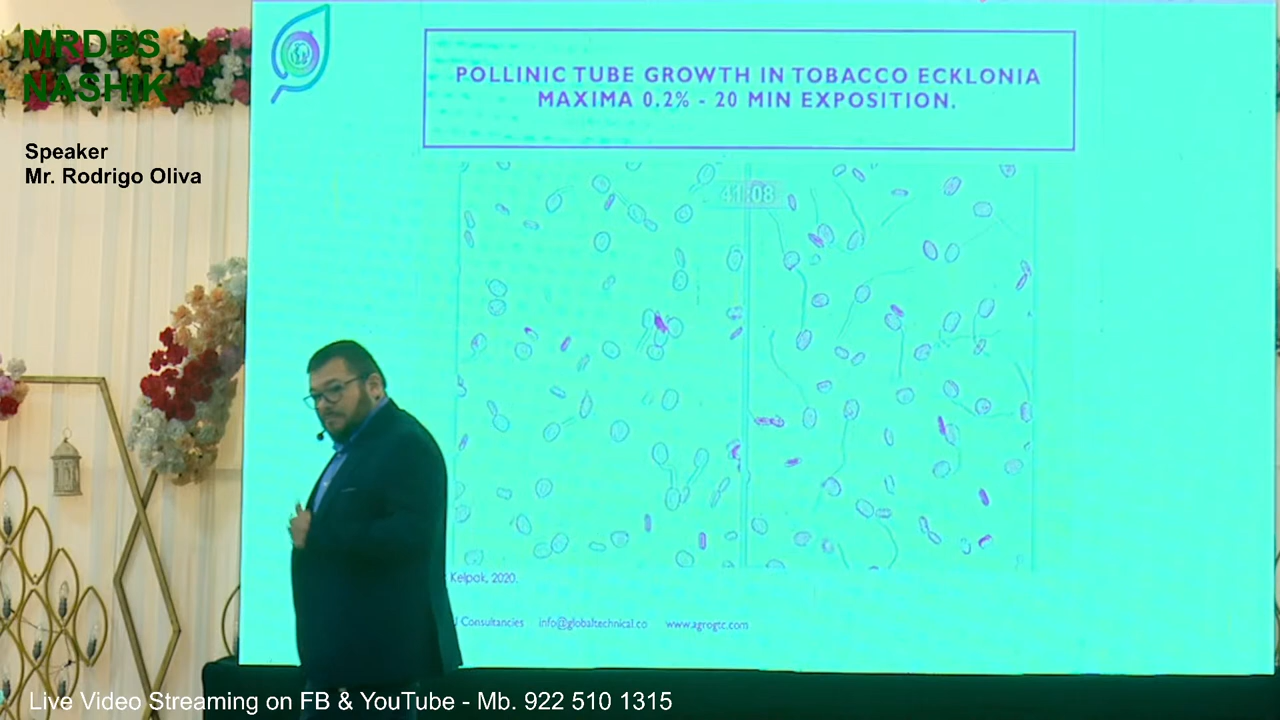 MRDBS
NASHIK
Speaker
Mr. Rodrigo Oliva
POLLINIC TUBE GROWTH IN TOBACCO ECKLONIA
MAXIMA 0.2% - 20 MIN EXPOSITION.
41:08
Kelpak, 2020.
Consultancies info@globaltechnical.co www.agrogtc.com
Live Video Streaming on FB & YouTube - Mb. 922 510 1315